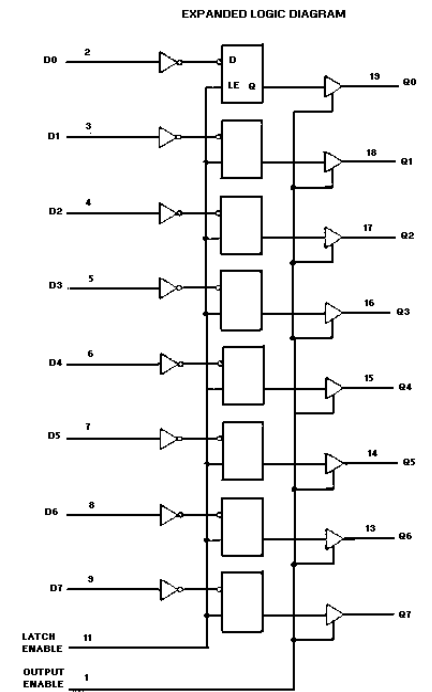 EXPANDED LOGIC DIAGRAM
D0 2 D LE Q 19 Q0
D1 3 18 Q1
D2 4 17 Q2
D3 5 16 Q3
D4 6 15 Q4
D5 7 14 Q5
D6 8 13 Q6
D7 9 Q7
LATCH
ENABLE 11
OUTPUT
ENABLE 1